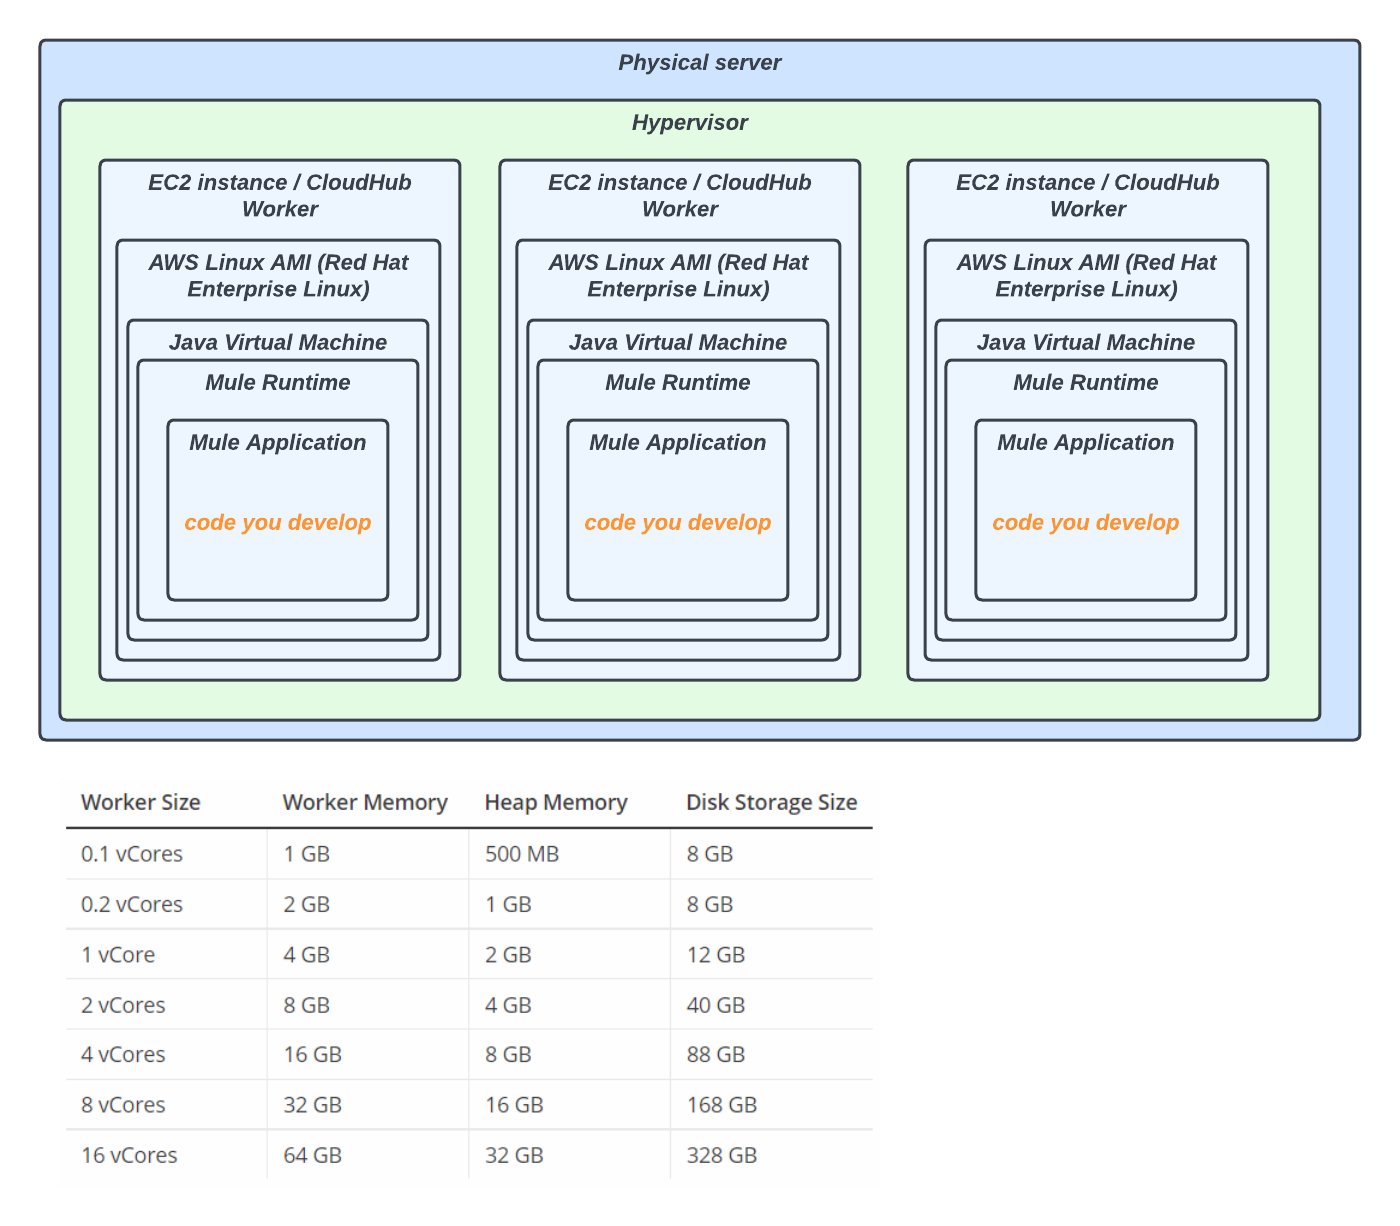 Physical server
Hypervisor
EC2 instance / CloudHub
Worker
AWS Linux AMI (Red Hat
Enterprise Linux)
Java Virtual Machine
Mule Runtime
Mule Application
code you develop
EC2 instance / CloudHub
Worker
AWS Linux AMI (Red Hat
Enterprise Linux)
Java Virtual Machine
Mule Runtime
Mule Application
code you develop
EC2 instance / CloudHub
Worker
AWS Linux AMI (Red Hat
Enterprise Linux)
Java Virtual Machine
Mule Runtime
Mule Application
code you develop
Worker Size Worker Memory Heap Memory Disk Storage Size
0.1 vCores 1 GB 500 MB 8 GB
0.2 vCores 2 GB 1 GB 8 GB
1 vCore 4 GB 2 GB 12 GB
2 vCores 8 GB 4 GB 40 GB
4 vCores 16 GB 8 GB 88 GB
8 vCores 32 GB 16 GB 168 GB
16 vCores 64 GB 32 GB 328 GB